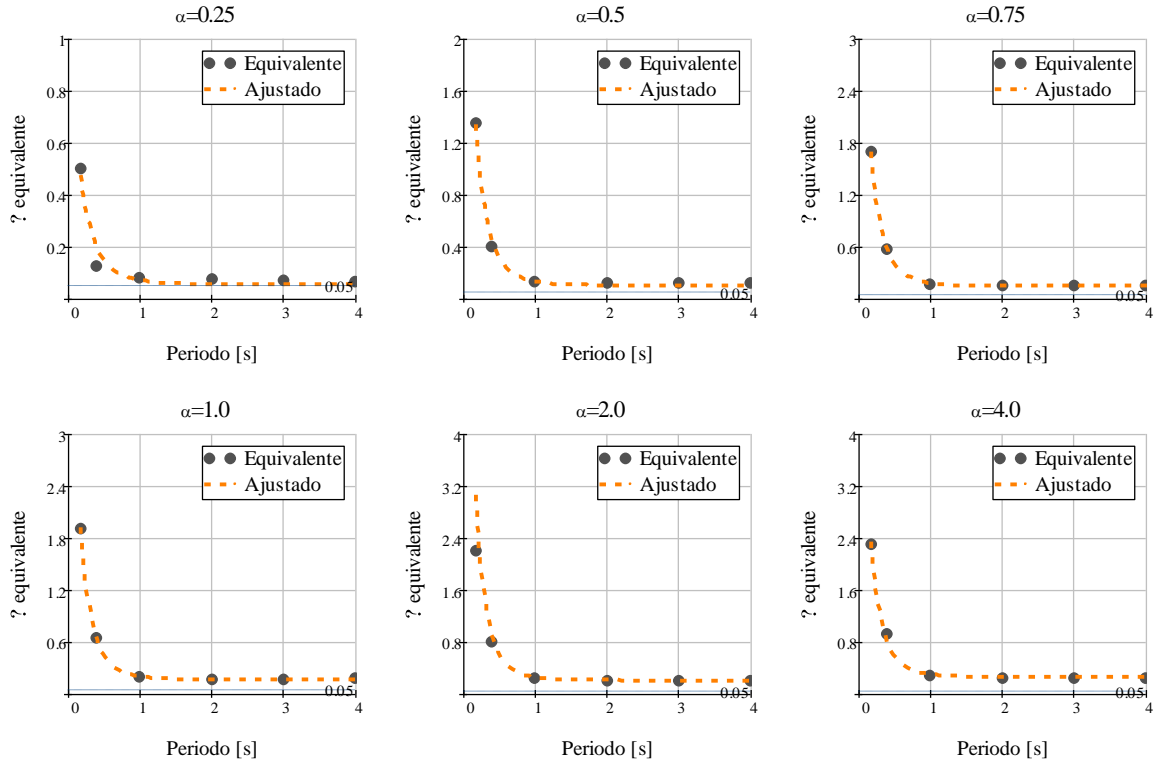 α=0.25
1
0.8
0.6
0.4
0.2
0 1 2 3 4
Equivalente
Ajustado
0.05
? equivalente
Periodo [s]
α=0.5
2
1.6
1.2
0.8
0.4
0 1 2 3 4
Equivalente
Ajustado
0.05
? equivalente
Periodo [s]
α=0.75
3
2.4
1.8
1.2
0.6
0 1 2 3 4
Equivalente
Ajustado
0.05
? equivalente
Periodo [s]
α=1.0
3
2.4
1.8
1.2
0.6
0 1 2 3 4
Equivalente
Ajustado
0.05
? equivalente
Periodo [s]
α=2.0
4
3.2
2.4
1.6
0.8
0 1 2 3 4
Equivalente
Ajustado
0.05
? equivalente
Periodo [s]
α=4.0
4
3.2
2.4
1.6
0.8
0 1 2 3 4
Equivalente
Ajustado
0.05
? equivalente
Periodo [s]